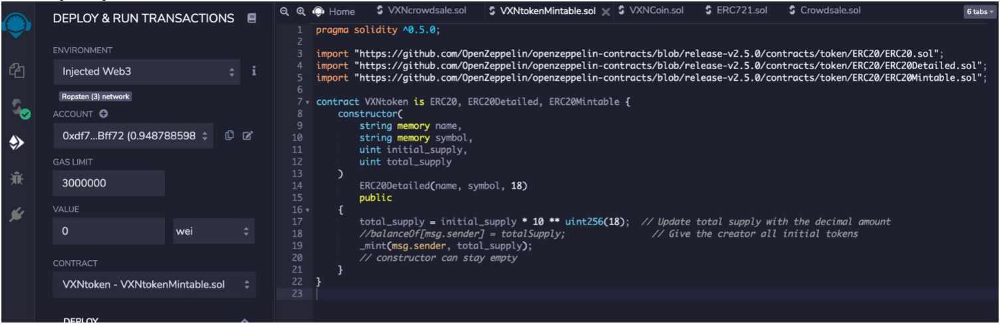 DEPLOY & RUN TRANSACTIONS
ENVIRONMENT
Injected Web3
i
Ropsten (3) network
ACCOUNT
0xdf7...Bff72 (0.948788598
GAS LIMIT
3000000
VALUE
0
wei
CONTRACT
VXNtoken - VXNtokenMintable.sol
DEPLOY
Home
VXNcrowdsale.sol
VXNtokenMintable.sol
VXNCoin.sol
ERC721.sol
Crowdsale.sol
6 tabs
1 pragma solidity ^0.5.0;
2
3 import "https://github.com/OpenZeppelin/openzeppelin-contracts/blob/release-v2.5.0/contracts/token/ERC20/ERC20.sol";
4 import "https://github.com/OpenZeppelin/openzeppelin-contracts/blob/release-v2.5.0/contracts/token/ERC20/ERC20Detailed.sol";
5 import "https://github.com/OpenZeppelin/openzeppelin-contracts/blob/release-v2.5.0/contracts/token/ERC20/ERC20Mintable.sol";
6
7 contract VXNtoken is ERC20, ERC20Detailed, ERC20Mintable {
8 constructor(
9 string memory name,
10 string memory symbol,
11 uint initial_supply,
12 uint total_supply
13 )
14 ERC20Detailed(name, symbol, 18)
15 public
16 {
17 total_supply = initial_supply * 10 ** uint256(18); // Update total supply with the decimal amount
18 //balanceOf[msg.sender] = totalSupply; // Give the creator all initial tokens
19 _mint(msg.sender, total_supply);
20 // constructor can stay empty
21 }
22 }
23